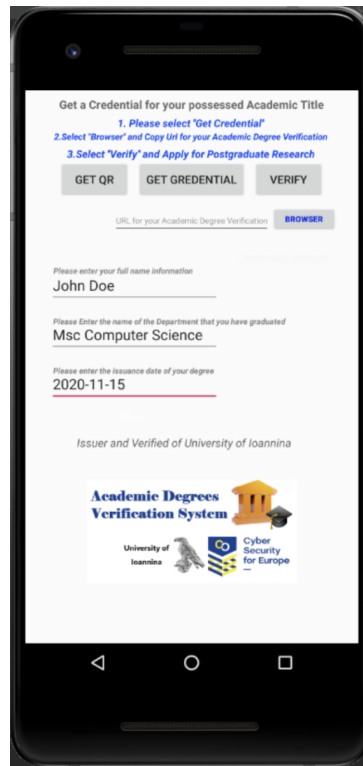 Get a Credential for your possessed Academic Title
1. Please select "Get Credential"
2.Select "Browser" and Copy Url for your Academic Degree Verification
3.Select "Verify" and Apply for Postgraduate Research
GET QR GET GREDENTIAL VERIFY
URL for your Academic Degree Verification BROWSER
Please enter your full name information
John Doe
Please Enter the name of the Department that you have graduated
Msc Computer Science
Please enter the issuance date of your degree
2020-11-15
Issuer and Verified of University of Ioannina
Academic Degrees
Verification System
University of
Ioannina
Cyber
Security
for Europe